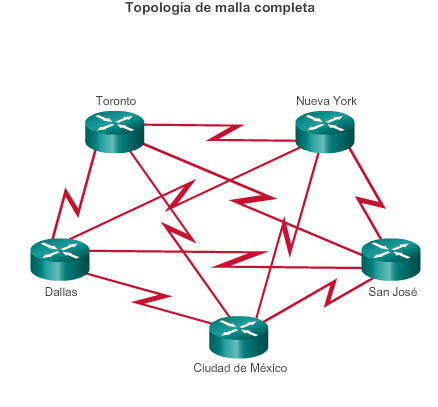 Topología de malla completa
Toronto
Nueva York
Dallas
San José
Ciudad de México